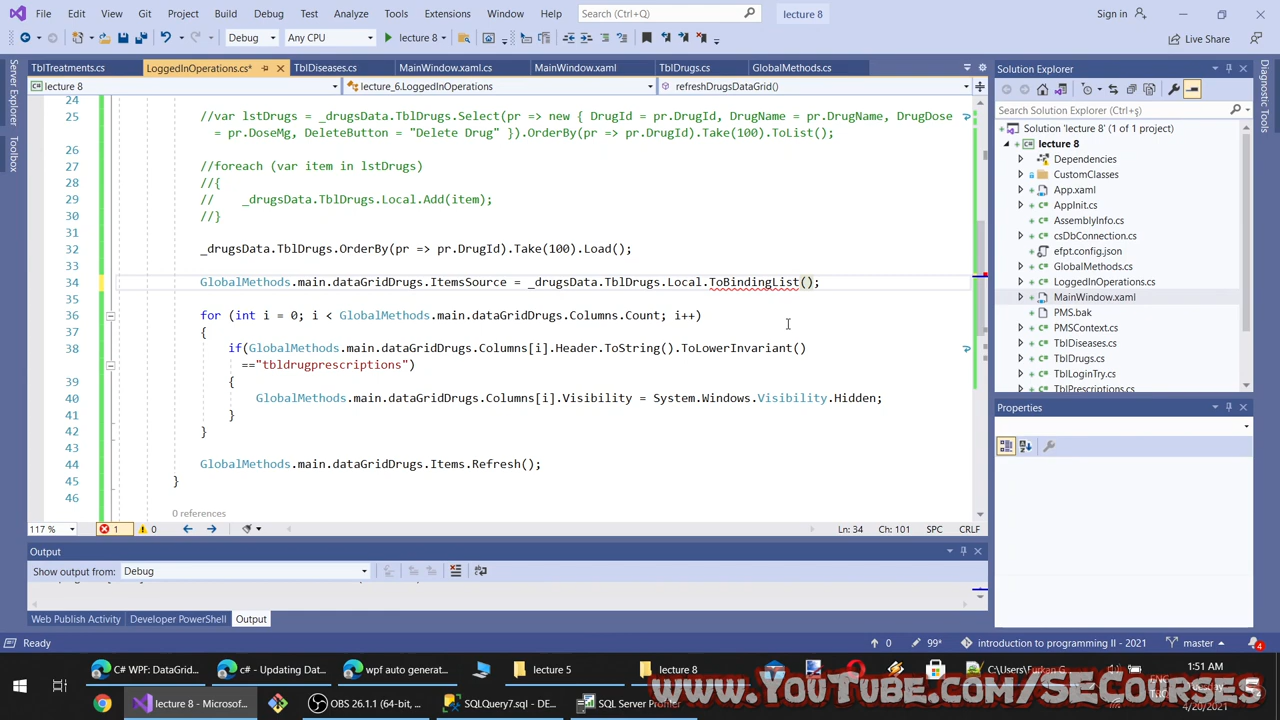 File Edit View Git Project Build Debug Test Analyze Tools Extensions Window Help Search (Ctrl+Q) lecture 8 Sign in
Debug Any CPU lecture 8 Live Share
TblTreatments.cs LoggedInOperations.cs* TblDiseases.cs MainWindow.xaml.cs MainWindow.xaml TblDrugs.cs GlobalMethods.cs
lecture 8 lecture_6.LoggedInOperations refreshDrugsDataGrid()
Server Explorer
Toolbox
24
25 //var lstDrugs = _drugsData.TblDrugs.Select(pr => new { DrugId = pr.DrugId, DrugName = pr.DrugName, DrugDose
= pr.DoseMg, DeleteButton = "Delete Drug" }).OrderBy(pr => pr.DrugId).Take(100).ToList();
26
27 //foreach (var item in lstDrugs)
28 //{
29 // _drugsData.TblDrugs.Local.Add(item);
30 //}
31
32 _drugsData.TblDrugs.OrderBy(pr => pr.DrugId).Take(100).Load();
33
34 GlobalMethods.main.dataGridDrugs.ItemsSource = _drugsData.TblDrugs.Local.ToBindingList();
35
36 for (int i = 0; i < GlobalMethods.main.dataGridDrugs.Columns.Count; i++)
37 {
38 if(GlobalMethods.main.dataGridDrugs.Columns[i].Header.ToString().ToLowerInvariant()
=="tbldrugprescriptions")
39 {
40 GlobalMethods.main.dataGridDrugs.Columns[i].Visibility = System.Windows.Visibility.Hidden;
41 }
42 }
43
44 GlobalMethods.main.dataGridDrugs.Items.Refresh();
45 }
46
0 references
117 % 1 0 Ln: 34 Ch: 101 SPC CRLF
Output
Show output from: Debug
Web Publish Activity Developer PowerShell Output
Solution Explorer
Search Solution Explorer (Ctrl+ş)
Solution 'lecture 8' (1 of 1 project)
lecture 8
Dependencies
CustomClasses
App.xaml
AppInit.cs
AssemblyInfo.cs
csDbConnection.cs
efpt.config.json
GlobalMethods.cs
LoggedInOperations.cs
MainWindow.xaml
PMS.bak
PMSContext.cs
TblDiseases.cs
TblDrugs.cs
TblLoginTry.cs
TblPrescriptions.cs
Properties
Diagnostic Tools
Ready 0 99* introduction to programming II - 2021 master 4
C# WPF: DataGrid... c# - Updating Dat... wpf auto generat... lecture 5 lecture 8 C:\Users\Furkan G... 1:51 AM
lecture 8 - Microsof... OBS 26.1.1 (64-bit, ... SQLQuery7.sql - DE... SQL Server Profiler 4/20/2021
www.YouTube.com/SECourses